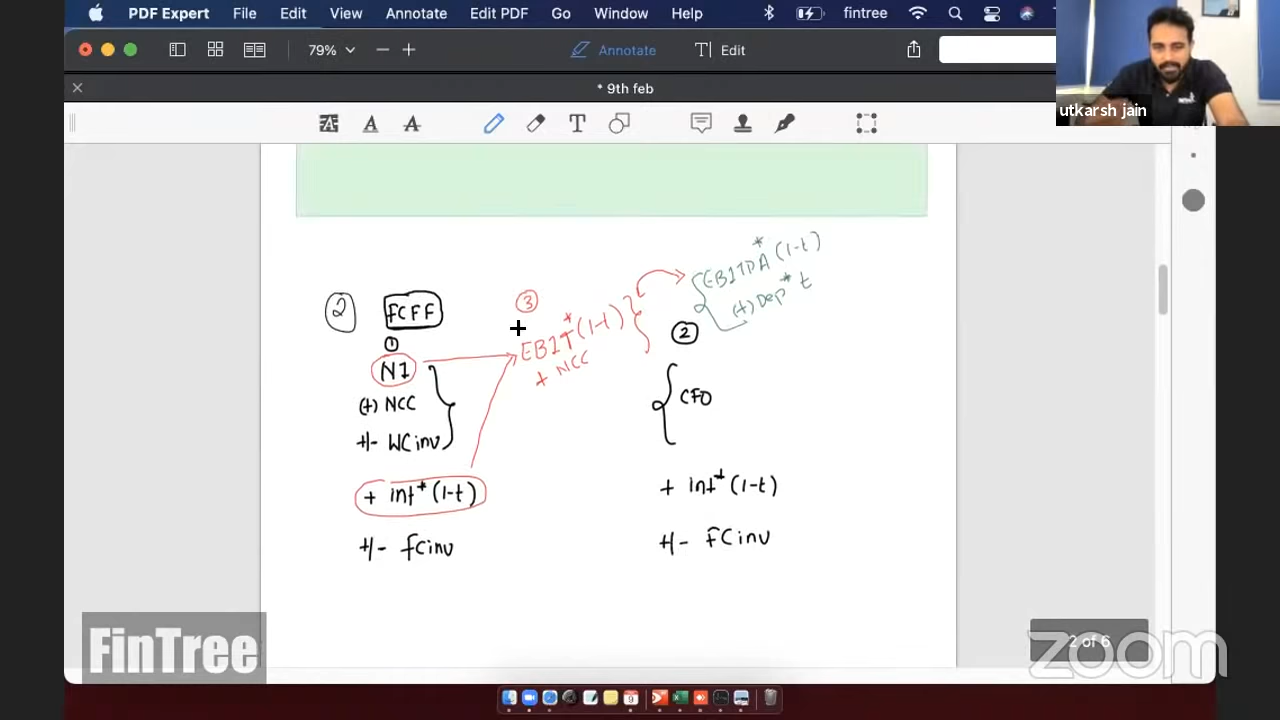 PDF Expert File Edit View Annotate Edit PDF Go Window Help fintree
79% Annotate T| Edit
* 9th feb
utkarsh jain
2 FCFF
1
NI
(+) NCC
+/- WCinv
+ int*(1-t)
+/- FCinv
3
EBIT*(1-t)
+ NCC
EBITDA*(1-t)
(+) Dep*t
2
CFO
+ int*(1-t)
+/- FCinv
FinTree
2 of 6
zoom